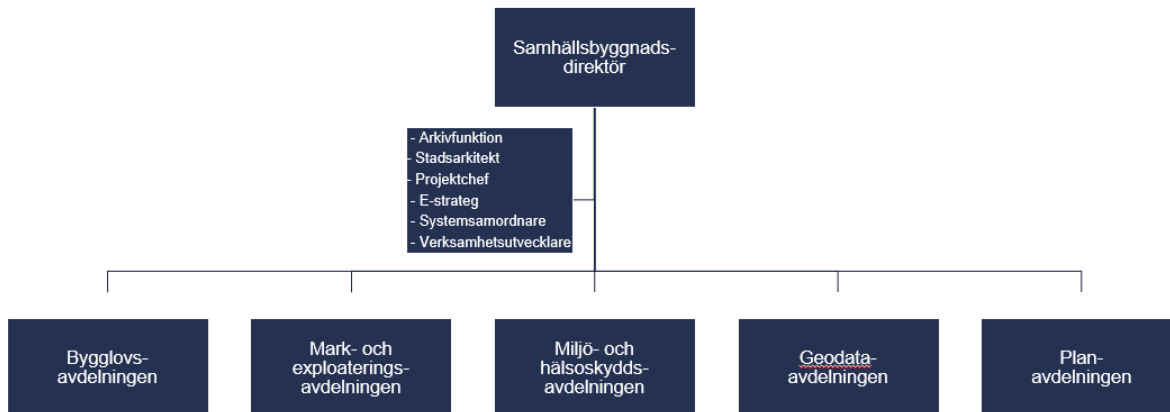 Samhällsbyggnads-
direktör
- Arkivfunktion
- Stadsarkitekt
- Projektchef
- E-strateg
- Systemsamordnare
- Verksamhetsutvecklare
Bygglovs-
avdelningen
Mark- och
exploaterings-
avdelningen
Miljö- och
hälsoskydds-
avdelningen
Geodata-
avdelningen
Plan-
avdelningen